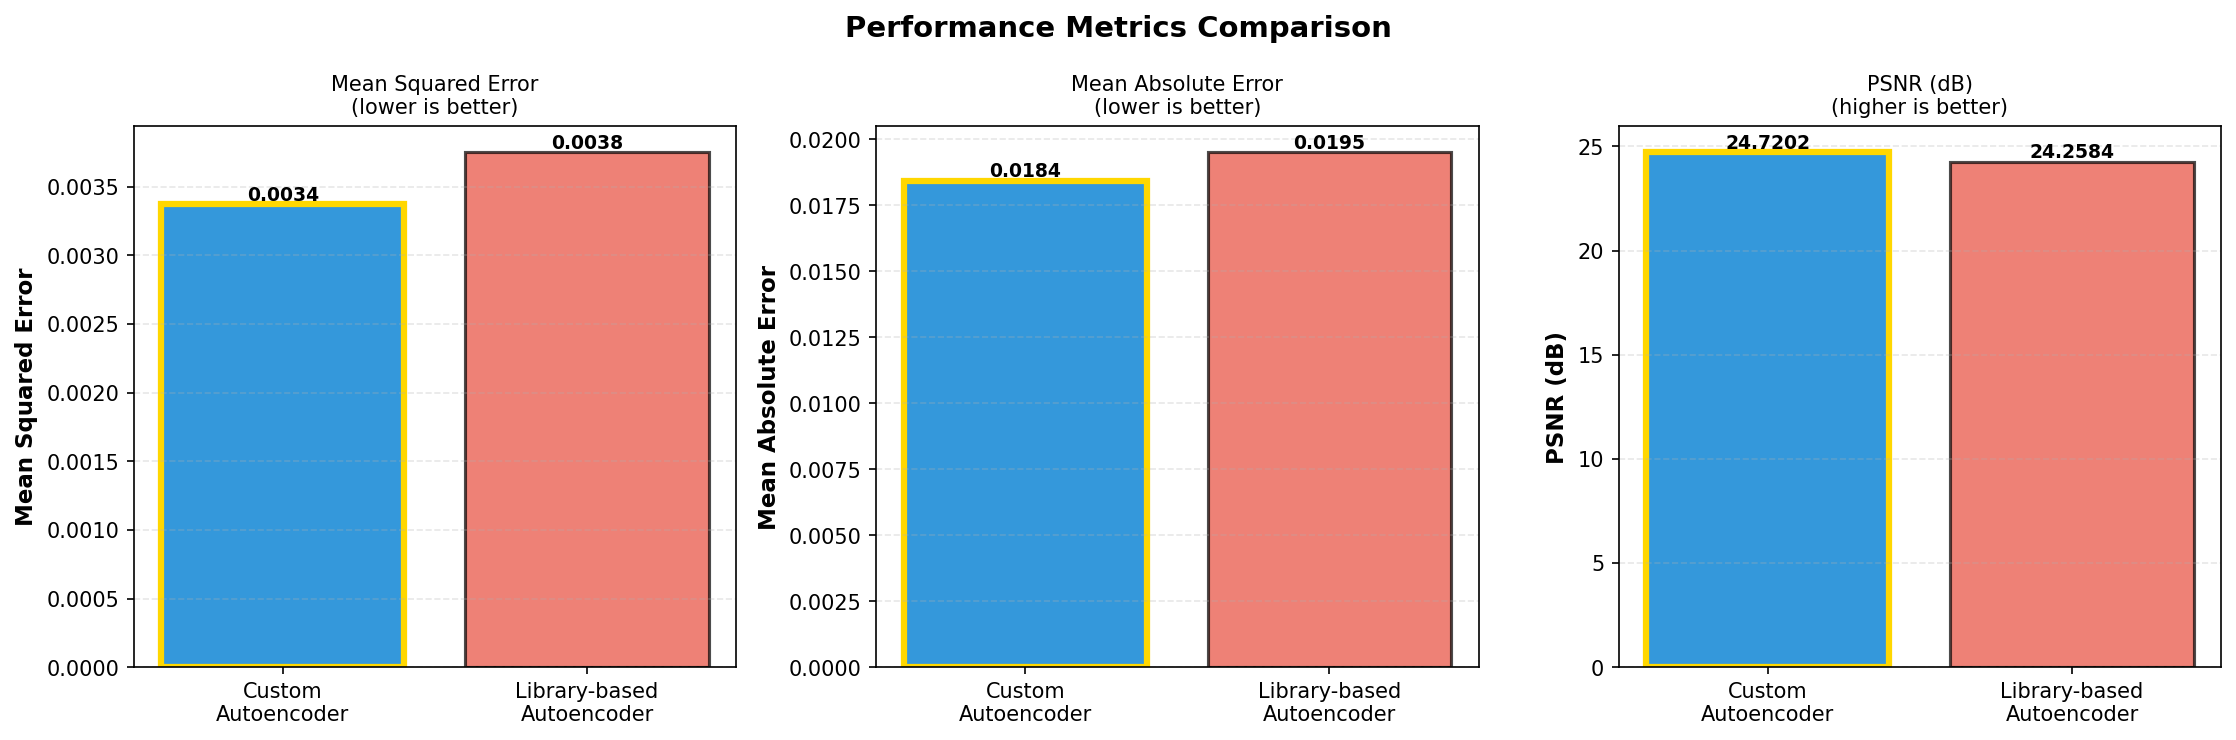 Performance Metrics Comparison
Mean Squared Error
(lower is better)
Mean Squared Error
0.0035
0.0030
0.0025
0.0020
0.0015
0.0010
0.0005
0.0000
0.0034
0.0038
Custom
Autoencoder
Library-based
Autoencoder
Mean Absolute Error
(lower is better)
Mean Absolute Error
0.0200
0.0175
0.0150
0.0125
0.0100
0.0075
0.0050
0.0025
0.0000
0.0184
0.0195
Custom
Autoencoder
Library-based
Autoencoder
PSNR (dB)
(higher is better)
PSNR (dB)
25
20
15
10
5
0
24.7202
24.2584
Custom
Autoencoder
Library-based
Autoencoder